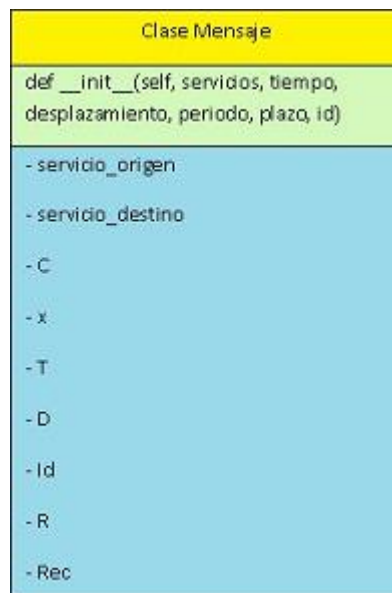 Clase Mensaje
def __init__(self, servicios, tiempo,
desplazamiento, periodo, plazo, id)
- servicio_origen
- servicio_destino
- C
- x
- T
- D
- Id
- R
- Rec